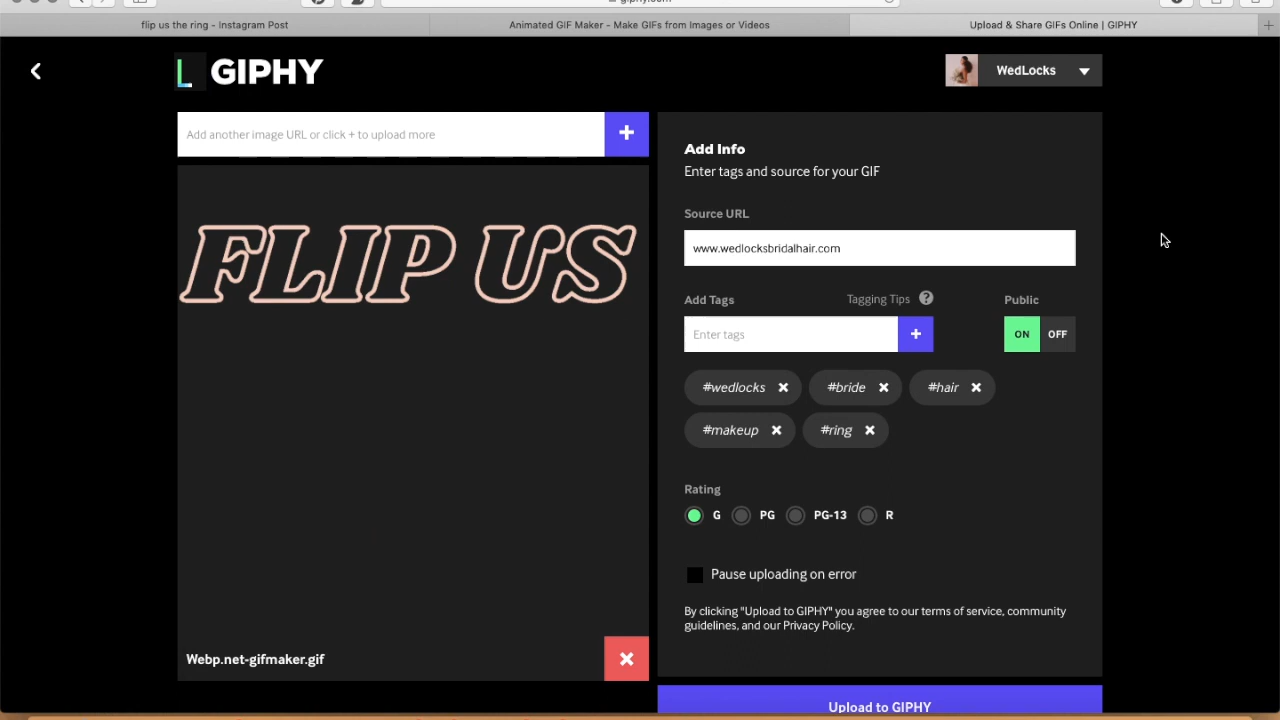 flip us the ring - Instagram Post
Animated GIF Maker - Make GIFs from Images or Videos
Upload & Share GIFs Online | GIPHY
GIPHY
WedLocks
Add another image URL or click + to upload more
+
FLIP US
Webp.net-gifmaker.gif
Add Info
Enter tags and source for your GIF
Source URL
www.wedlocksbridalhair.com
Add Tags
Tagging Tips ?
Public
Enter tags
+
ON OFF
#wedlocks
#bride
#hair
#makeup
#ring
Rating
G PG PG-13 R
Pause uploading on error
By clicking "Upload to GIPHY" you agree to our terms of service, community
guidelines, and our Privacy Policy.
Upload to GIPHY